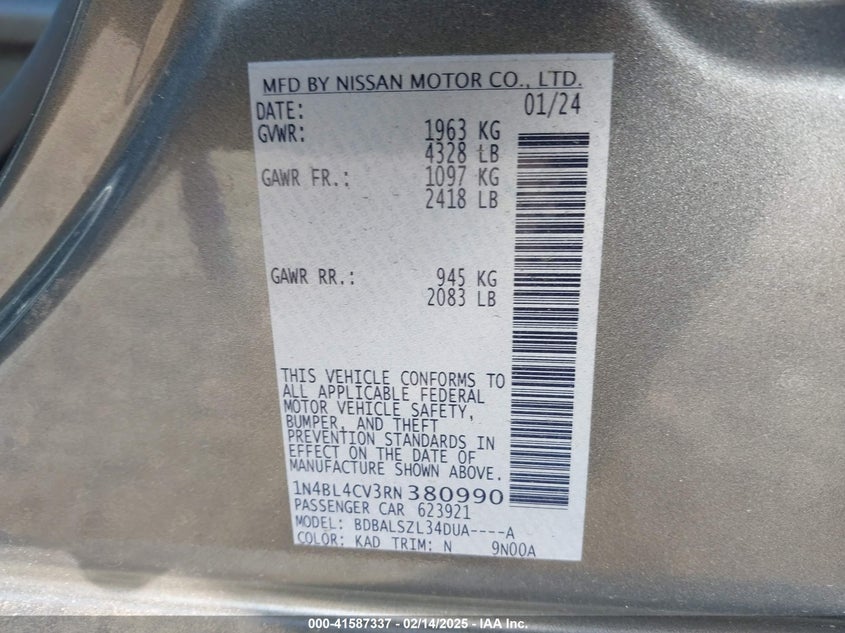 MFD BY NISSAN MOTOR CO., LTD.
DATE: 01/24
GVWR: 1963 KG
4328 LB
GAWR FR.: 1097 KG
2418 LB
GAWR RR.: 945 KG
2083 LB
THIS VEHICLE CONFORMS TO
ALL APPLICABLE FEDERAL
MOTOR VEHICLE SAFETY,
BUMPER, AND THEFT
PREVENTION STANDARDS IN
EFFECT ON THE DATE OF
MANUFACTURE SHOWN ABOVE.
1N4BL4CV3RN380990
PASSENGER CAR 623921
MODEL: BDBALSZL34DUA----A
COLOR: KAD TRIM: N 9N00A
000-41587337 - 02/14/2025 - IAA Inc.